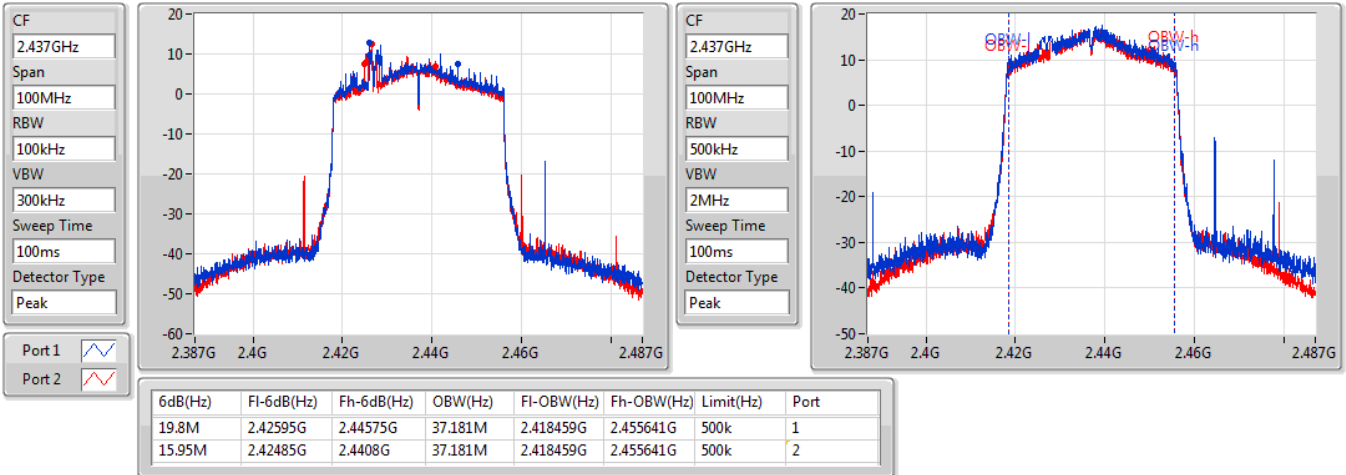 CF
2.437GHz
Span
100MHz
RBW
100kHz
VBW
300kHz
Sweep Time
100ms
Detector Type
Peak
Port 1
Port 2
20
10
0
-10
-20
-30
-40
-50
-60
2.387G 2.4G 2.42G 2.44G 2.46G 2.487G
CF
2.437GHz
Span
100MHz
RBW
500kHz
VBW
2MHz
Sweep Time
100ms
Detector Type
Peak
20
10
0
-10
-20
-30
-40
-50
OBW-l OBW-h
OBW-l OBW-h
2.387G 2.4G 2.42G 2.44G 2.46G 2.487G
6dB(Hz) Fl-6dB(Hz) Fh-6dB(Hz) OBW(Hz) Fl-OBW(Hz) Fh-OBW(Hz) Limit(Hz) Port
19.8M 2.42595G 2.44575G 37.181M 2.418459G 2.455641G 500k 1
15.95M 2.42485G 2.4408G 37.181M 2.418459G 2.455641G 500k 2